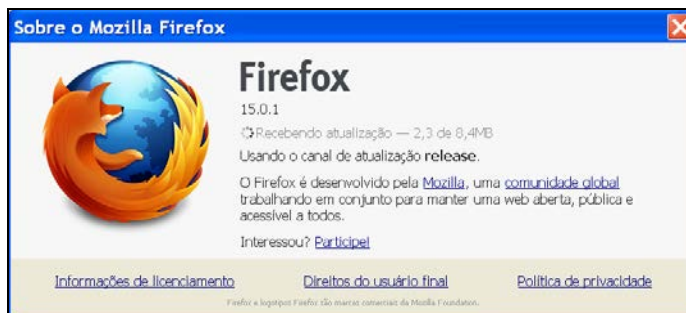 Sobre o Mozilla Firefox
Firefox
15.0.1
Recebendo atualização — 2,3 de 8,4MB
Usando o canal de atualização release.
O Firefox é desenvolvido pela Mozilla, uma comunidade global
trabalhando em conjunto para manter uma web aberta, pública e
acessível a todos.
Interessou? Participe!
Informações de licenciamento Direitos do usuário final Política de privacidade
Firefox e logotipos Firefox são marcas comerciais da Mozilla Foundation.